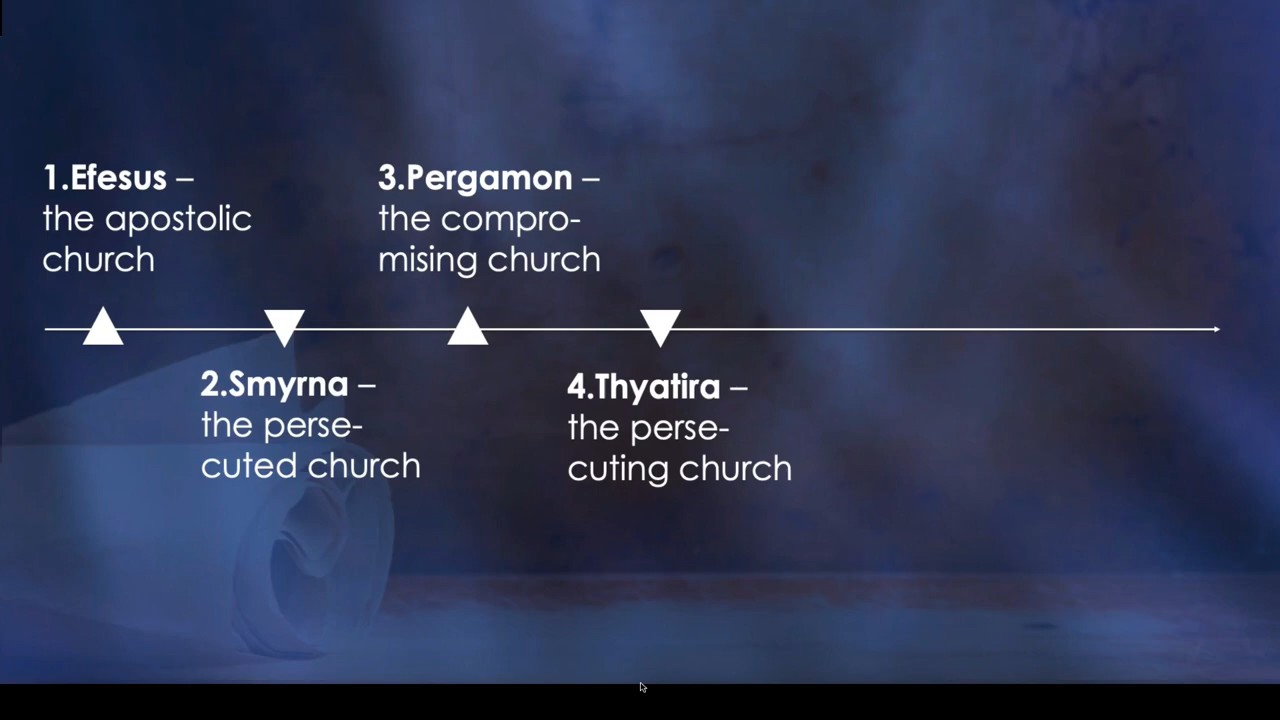 1.Efesus –
the apostolic
church
2.Smyrna –
the perse-
cuted church
3.Pergamon –
the compro-
mising church
4.Thyatira –
the perse-
cuting church